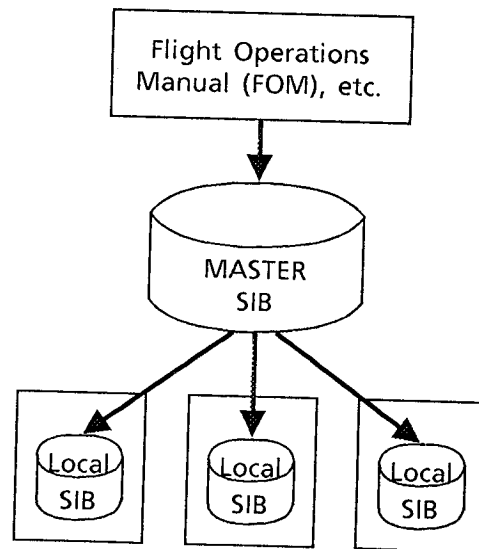 Flight Operations
Manual (FOM), etc.
MASTER
SIB
Local
SIB
Local
SIB
Local
SIB